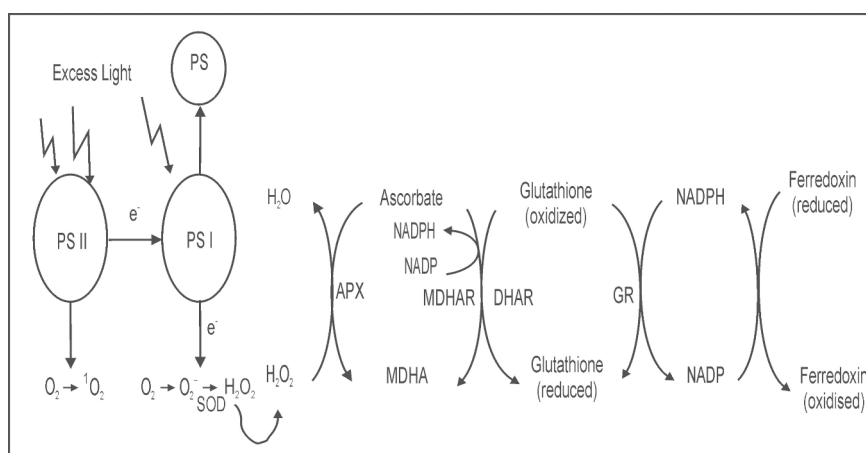 PS
Excess Light
PS II
e⁻
PS I
e⁻
O₂ → ¹O₂
O₂ → O₂⁻ → H₂O₂
SOD
H₂O
H₂O₂
APX
Ascorbate
NADPH
NADP
MDHAR
DHAR
MDHA
Glutathione
(oxidized)
Glutathione
(reduced)
GR
NADPH
NADP
Ferredoxin
(reduced)
Ferredoxin
(oxidised)